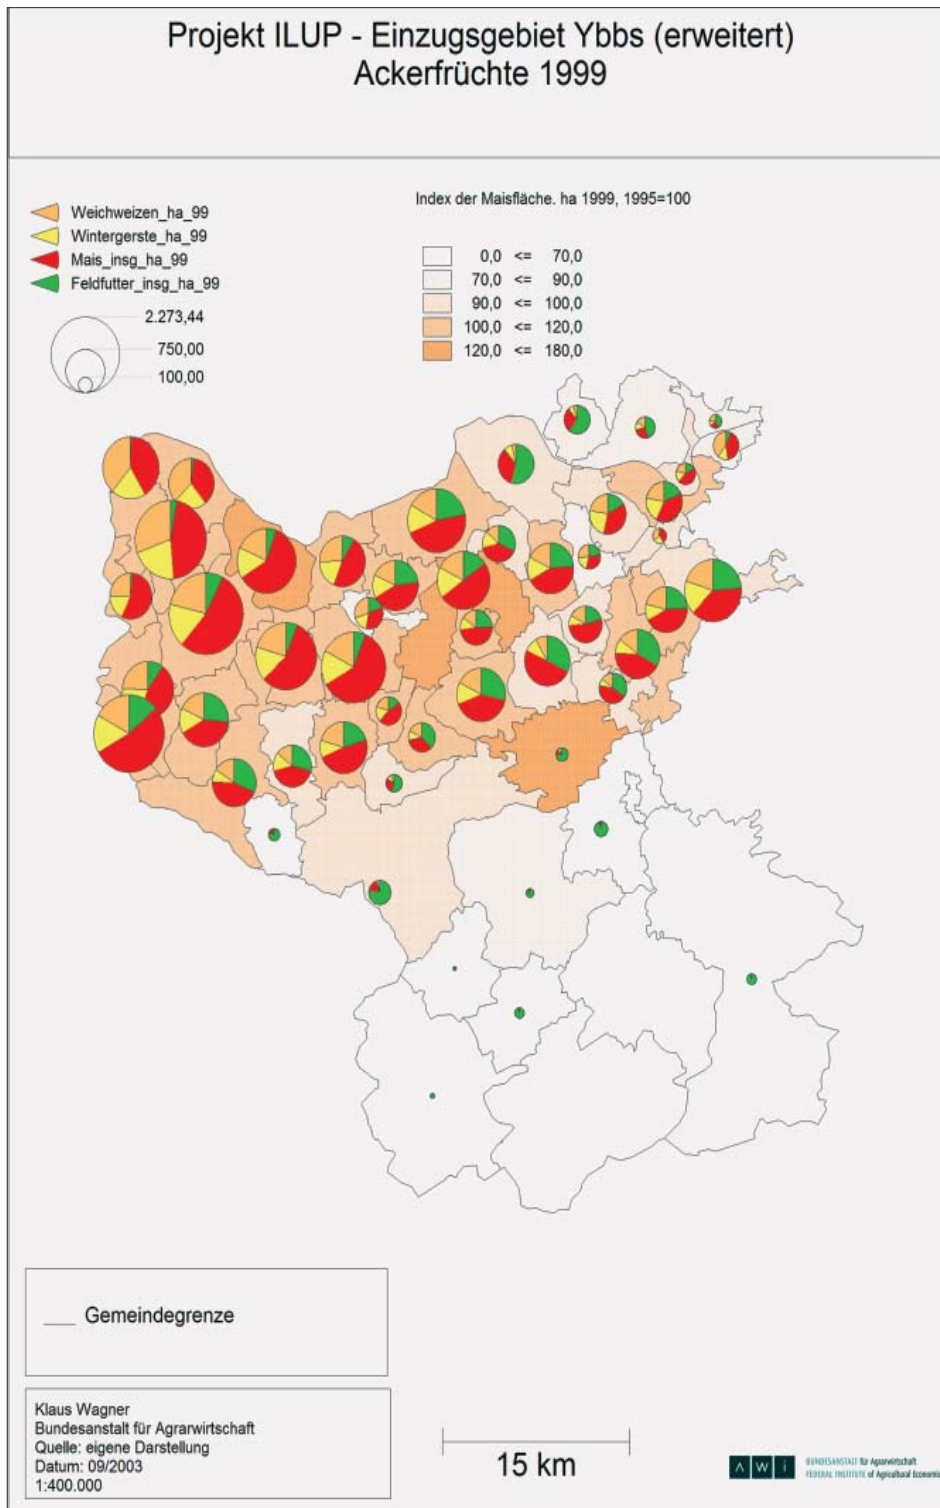 Projekt ILUP - Einzugsgebiet Ybbs (erweitert)
Ackerfrüchte 1999
Weichweizen_ha_99
Wintergerste_ha_99
Mais_insg_ha_99
Feldfutter_insg_ha_99
2.273,44
750,00
100,00
Index der Maisfläche. ha 1999, 1995=100
0,0 <= 70,0
70,0 <= 90,0
90,0 <= 100,0
100,0 <= 120,0
120,0 <= 180,0
Gemeindegrenze
Klaus Wagner
Bundesanstalt für Agrarwirtschaft
Quelle: eigene Darstellung
Datum: 09/2003
1:400.000
15 km
A W i
BUNDESANSTALT für Agrarwirtschaft
FEDERAL INSTITUTE of Agricultural Economic